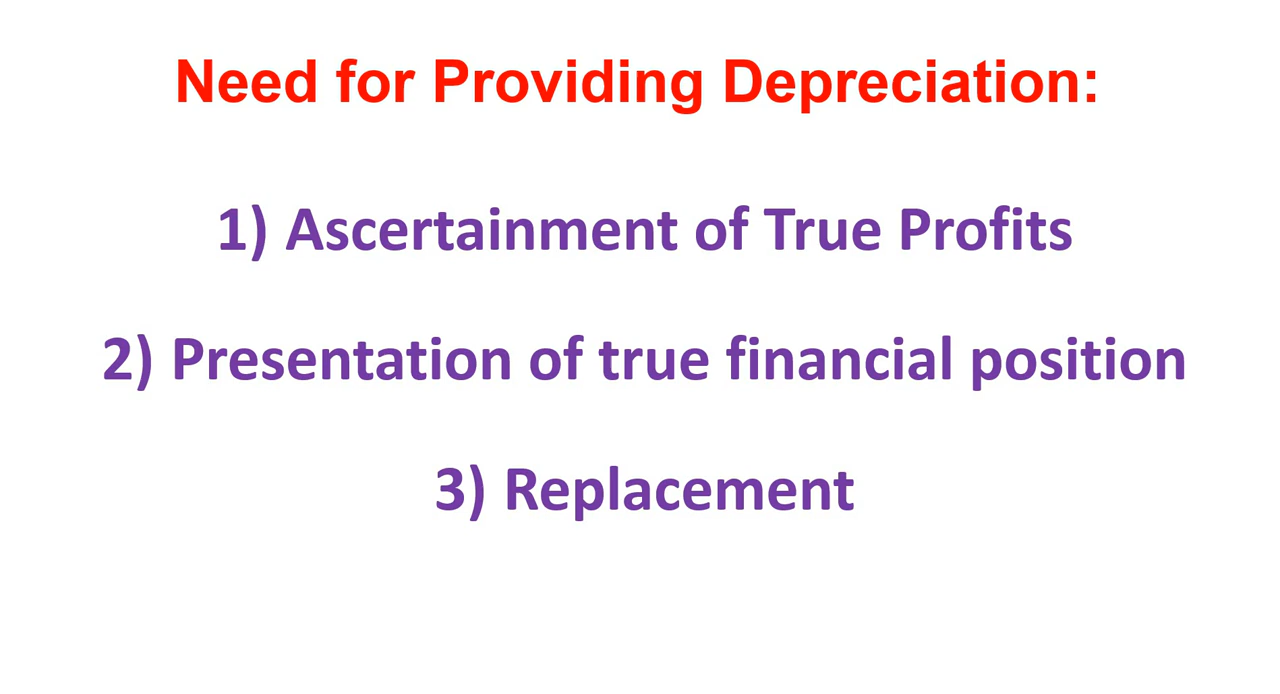 Need for Providing Depreciation:
1) Ascertainment of True Profits
2) Presentation of true financial position
3) Replacement